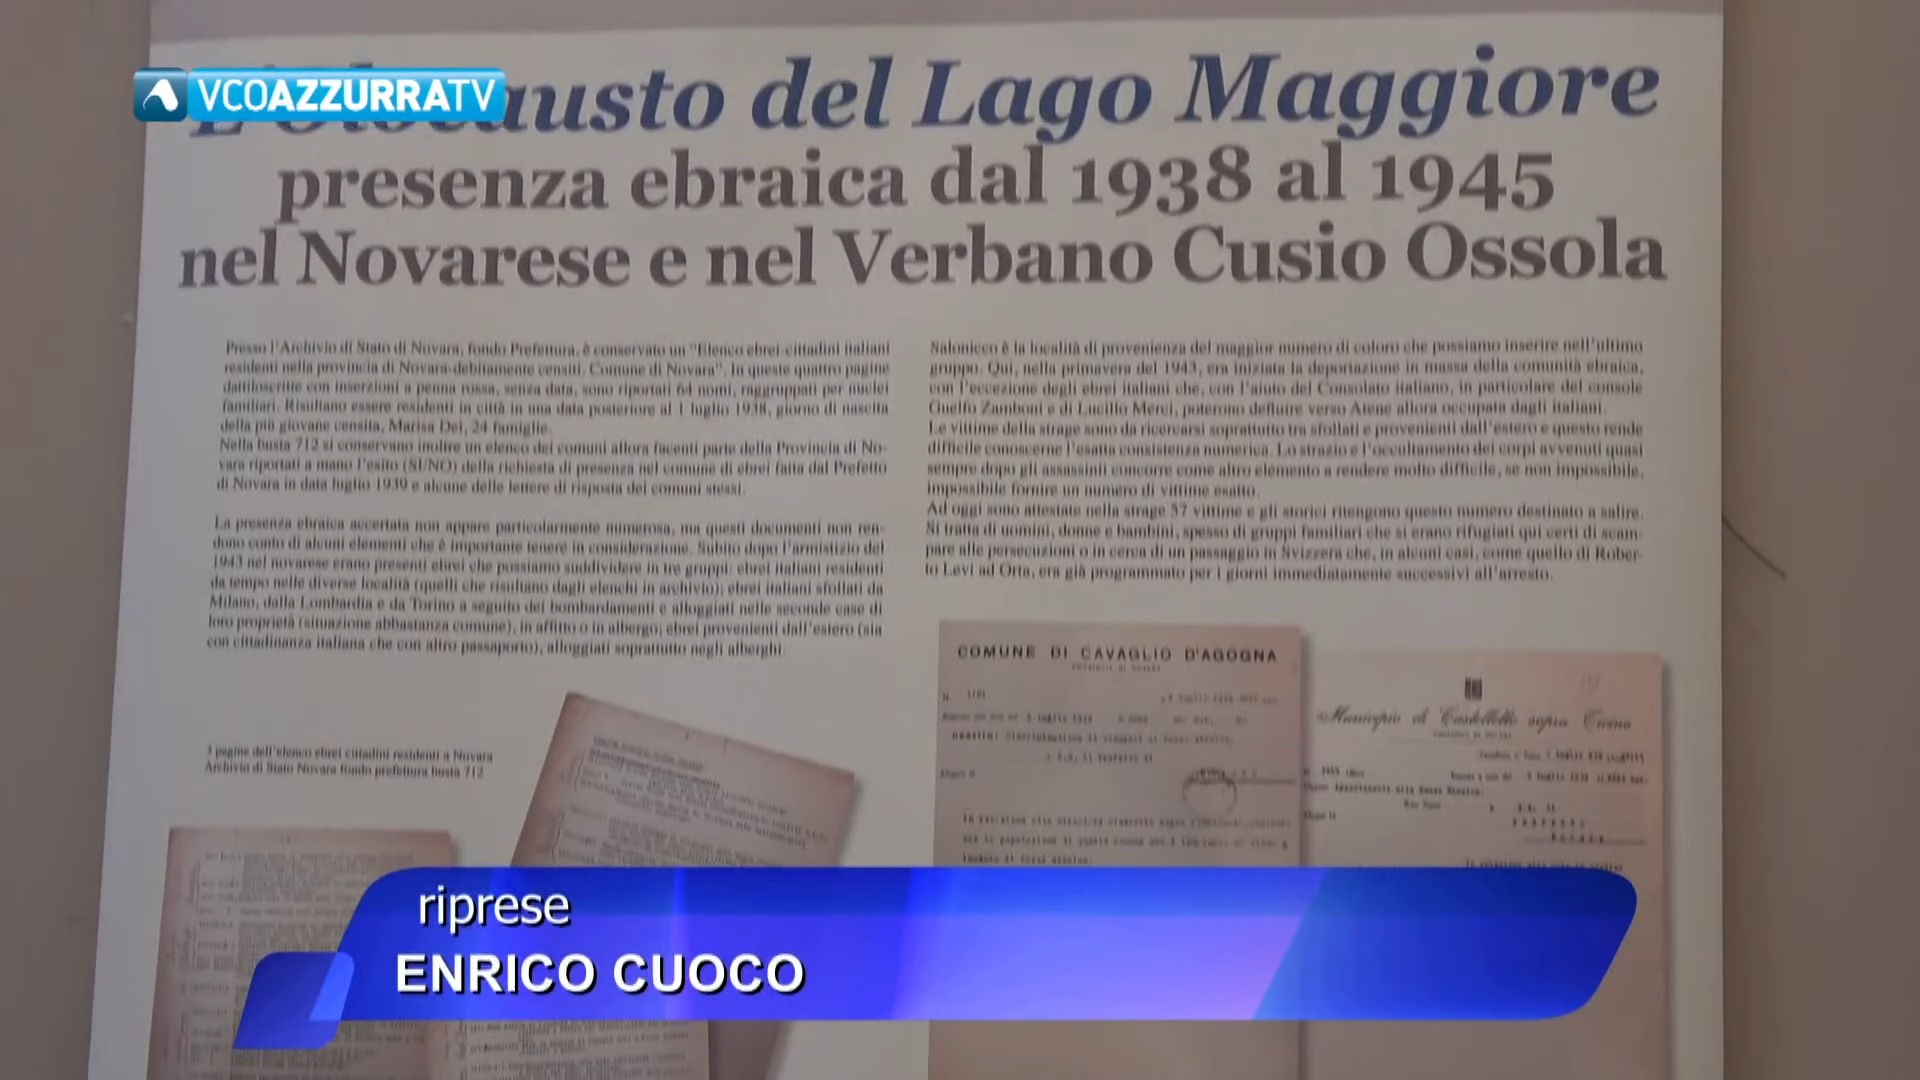 VCOAZZURRATV
L'Olocausto del Lago Maggiore
presenza ebraica dal 1938 al 1945
nel Novarese e nel Verbano Cusio Ossola
Presso l'Archivio di Stato di Novara, fondo Prefettura, è conservato un "Elenco ebrei-cittadini italiani
residenti nella provincia di Novara-debitamente censiti. Comune di Novara". In queste quattro pagine
dattiloscritte con inserzioni a penna rossa, senza data, sono riportati 64 nomi, raggruppati per nuclei
familiari. Risultano essere residenti in città in una data posteriore al 1 luglio 1938, giorno di nascita
della più giovane censita, Marisa Dei, 24 famiglie.
Nella busta 712 si conservano inoltre un elenco dei comuni allora facenti parte della Provincia di No-
vara riportati a mano l'esito (SI/NO) della richiesta di presenza nel comune di ebrei fatta dal Prefetto
di Novara in data luglio 1939 e alcune delle lettere di risposta dei comuni stessi.
La presenza ebraica accertata non appare particolarmente numerosa, ma questi documenti non ren-
dono conto di alcuni elementi che è importante tenere in considerazione. Subito dopo l'armistizio del
1943 nel novarese erano presenti ebrei che possiamo suddividere in tre gruppi: ebrei italiani residenti
da tempo nelle diverse località (quelli che risultano dagli elenchi in archivio); ebrei italiani sfollati da
Milano, dalla Lombardia e da Torino a seguito dei bombardamenti e alloggiati nelle seconde case di
loro proprietà (situazione abbastanza comune), in affitto o in albergo; ebrei provenienti dall'estero (sia
con cittadinanza italiana che con altro passaporto), alloggiati soprattutto negli alberghi.
Salonicco è la località di provenienza del maggior numero di coloro che possiamo inserire nell'ultimo
gruppo. Qui, nella primavera del 1943, era iniziata la deportazione in massa della comunità ebraica,
con l'eccezione degli ebrei italiani che, con l'aiuto del Consolato italiano, in particolare del console
Guelfo Zamboni e di Lucillo Merci, poterono defluire verso Atene allora occupata dagli italiani.
Le vittime della strage sono da ricercarsi soprattutto tra sfollati e provenienti dall'estero e questo rende
difficile conoscerne l'esatta consistenza numerica. Lo strazio e l'occultamento dei corpi avvenuti quasi
sempre dopo gli assassinii concorre come altro elemento a rendere molto difficile, se non impossibile,
impossibile fornire un numero di vittime esatto.
Ad oggi sono attestate nella strage 57 vittime e gli storici ritengono questo numero destinato a salire.
Si tratta di uomini, donne e bambini, spesso di gruppi familiari che si erano rifugiati qui certi di scam-
pare alle persecuzioni o in cerca di un passaggio in Svizzera che, in alcuni casi, come quello di Rober-
to Levi ad Orta, era già programmato per i giorni immediatamente successivi all'arresto.
3 pagine dell'elenco ebrei cittadini residenti a Novara
Archivio di Stato Novara fondo prefettura busta 712
COMUNE DI CAVAGLIO D'AGOGNA
PROVINCIA DI NOVARA
Municipio di Castelletto sopra Ticino
riprese
ENRICO CUOCO